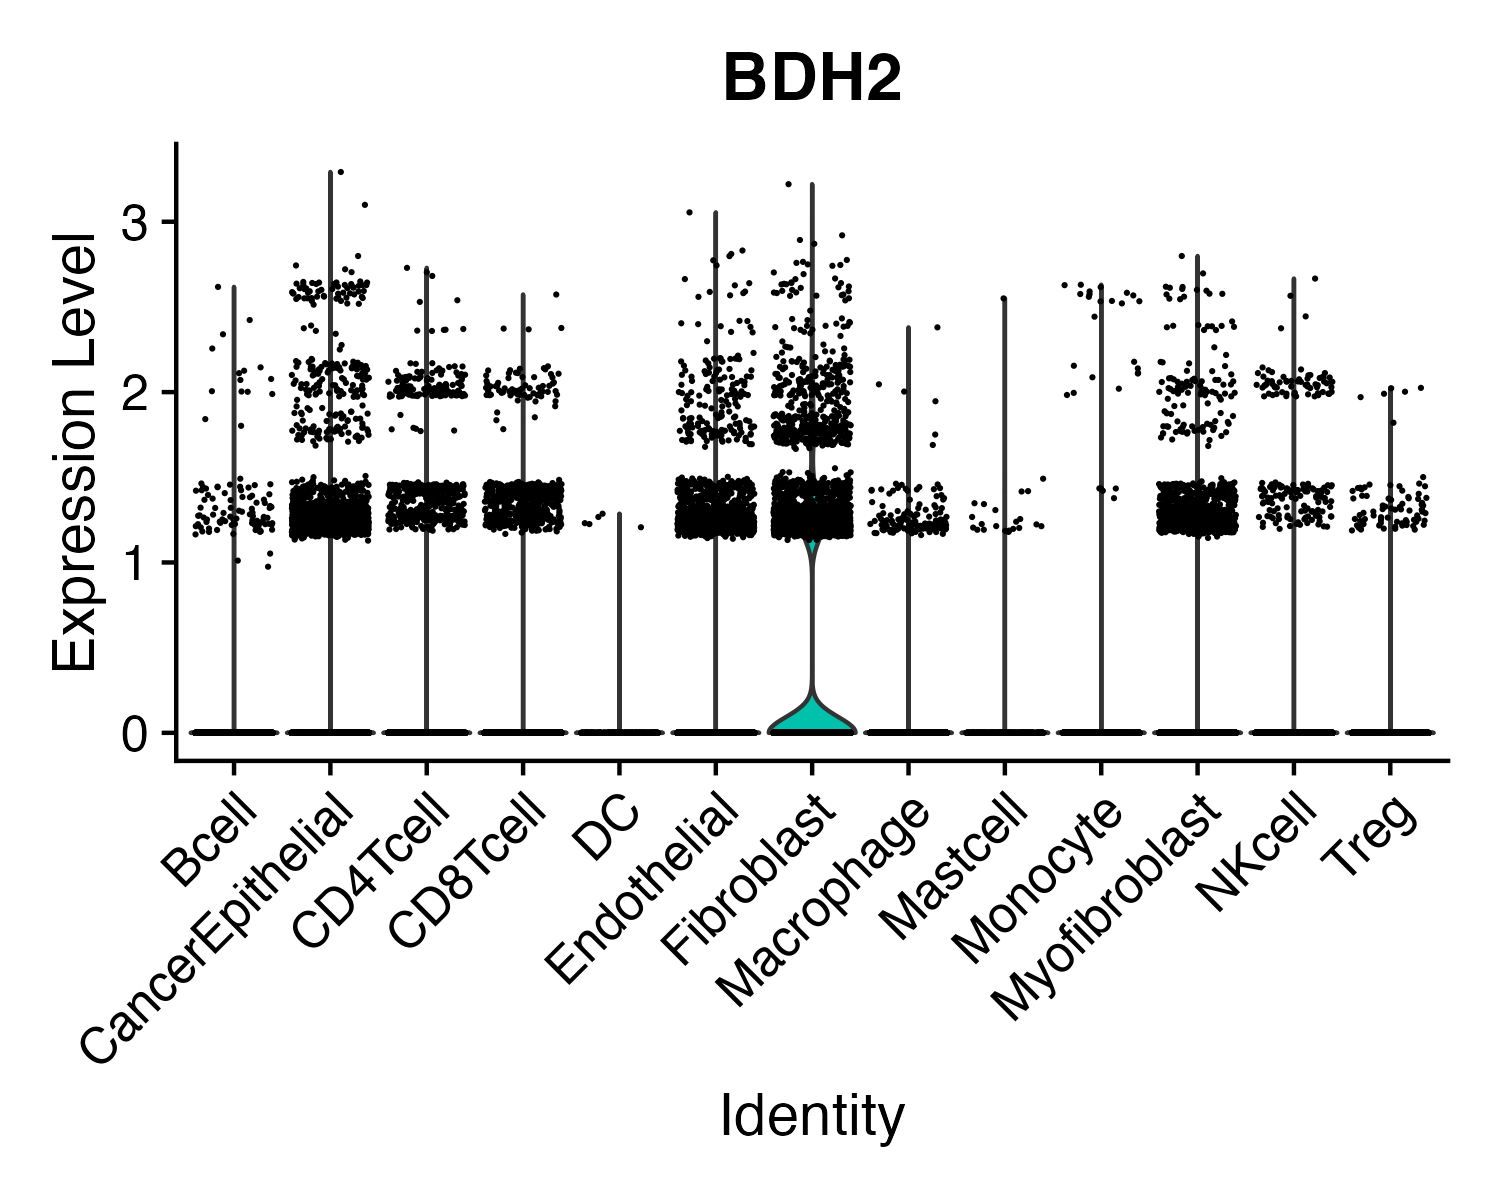 BDH2
Expression Level
3
2
1
0
Bcell
CancerEpithelial
CD4Tcell
CD8Tcell
DC
Endothelial
Fibroblast
Macrophage
Mastcell
Monocyte
Myofibroblast
NKcell
Treg
Identity